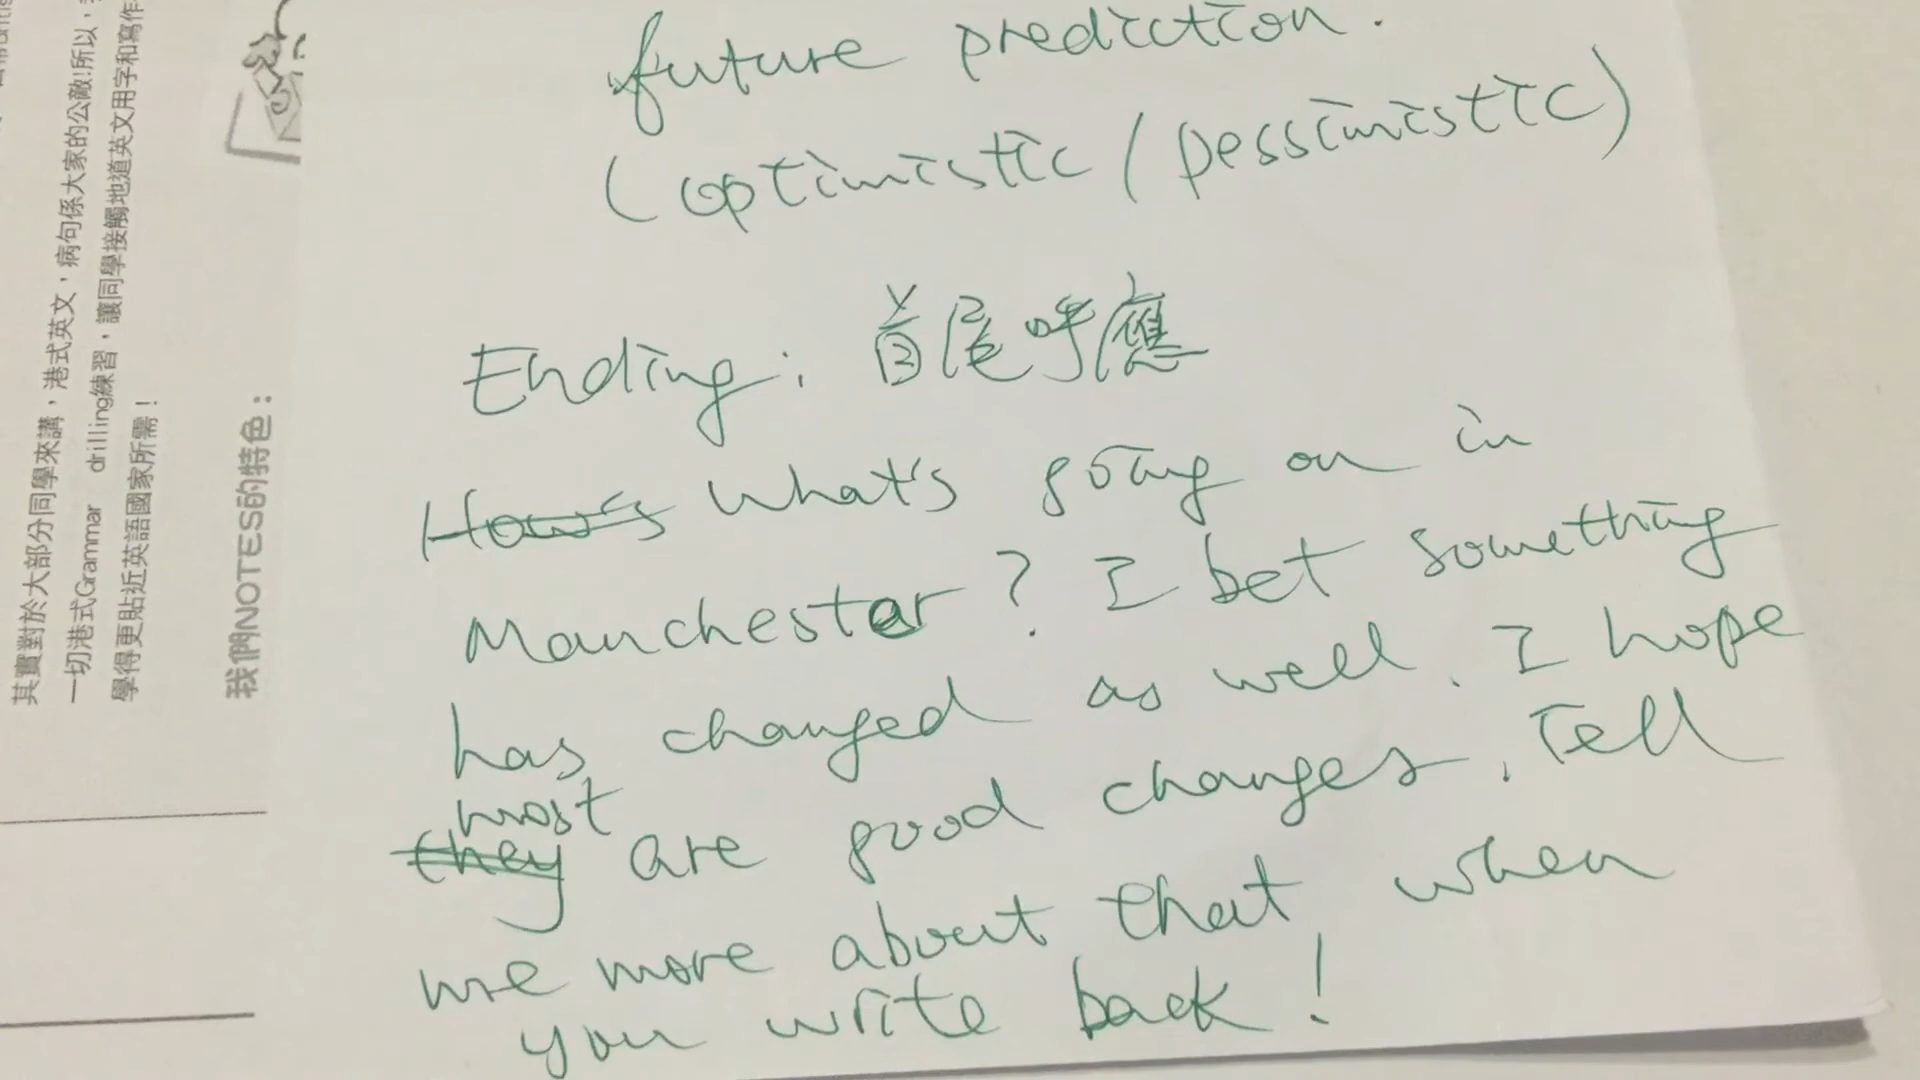 future prediction.
(optimistic / pessimistic)
Ending: 首尾呼應
How's what's going on in
Manchester? I bet something
has changed as well. I hope
most
they are good changes. Tell
me more about that when
you write back!
其實對於大部分同學來講，港式英文，病句係大家的公敵!所以，
一切港式Grammar drilling練習，讓同學接觸地道英文用字和寫作
學得更貼近英語國家所需！
我們NOTES的特色：